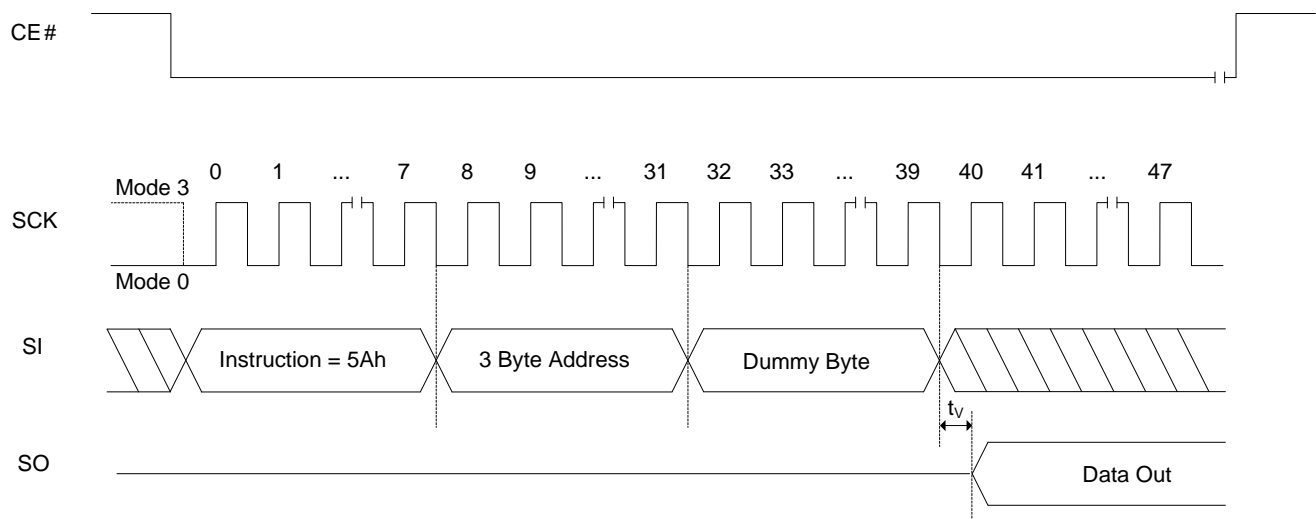 CE#
0 1 ... 7 8 9 ... 31 32 33 ... 39 40 41 ... 47
Mode 3
SCK
Mode 0
SI
Instruction = 5Ah
3 Byte Address
Dummy Byte
tV
SO
Data Out